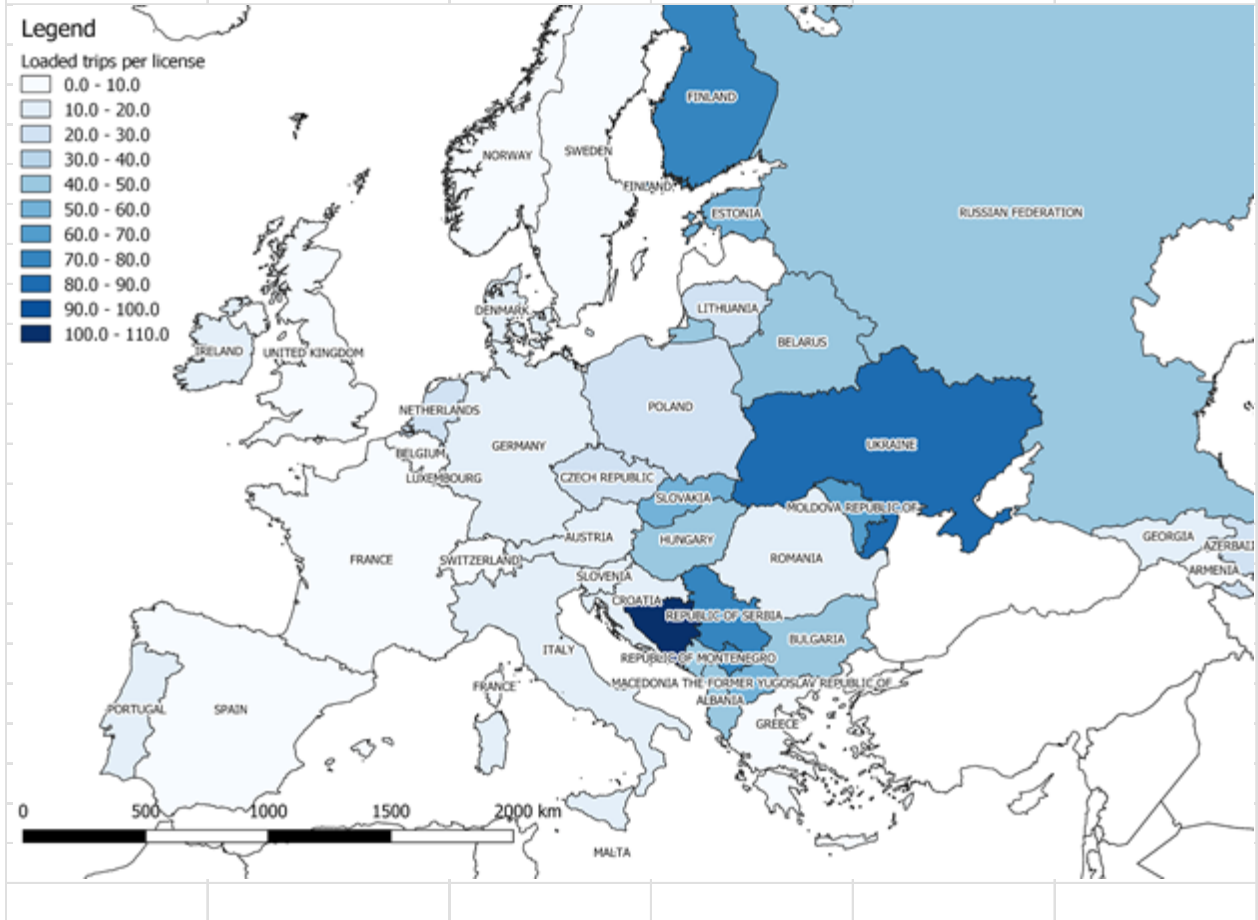 Legend
Loaded trips per license
0.0 - 10.0
10.0 - 20.0
20.0 - 30.0
30.0 - 40.0
40.0 - 50.0
50.0 - 60.0
60.0 - 70.0
70.0 - 80.0
80.0 - 90.0
90.0 - 100.0
100.0 - 110.0
FINLAND
NORWAY
SWEDEN
FINLAND
ESTONIA
RUSSIAN FEDERATION
DENMARK
LITHUANIA
BELARUS
IRELAND
UNITED KINGDOM
NETHERLANDS
POLAND
GERMANY
UKRAINE
BELGIUM
LUXEMBOURG
CZECH REPUBLIC
SLOVAKIA
MOLDOVA REPUBLIC OF
AUSTRIA
HUNGARY
GEORGIA
AZERBAI
FRANCE
SWITZERLAND
ROMANIA
ARMENIA
SLOVENIA
CROATIA
REPUBLIC OF SERBIA
BULGARIA
ITALY
REPUBLIC OF MONTENEGRO
MACEDONIA THE FORMER YUGOSLAV REPUBLIC OF
FRANCE
ALBANIA
PORTUGAL
SPAIN
GREECE
0 500 1000 1500 2000 km
MALTA